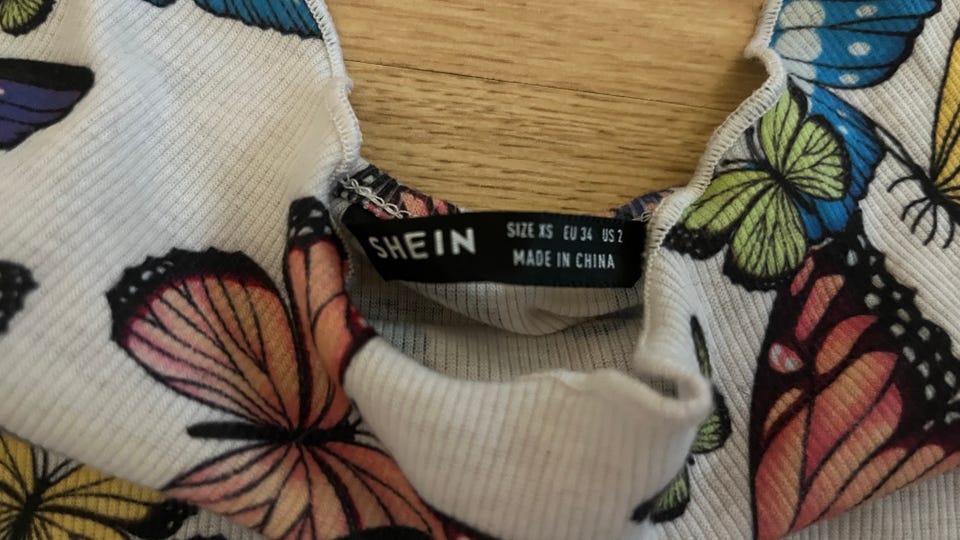 SHEIN
SIZE XS EU 34 US 2
MADE IN CHINA